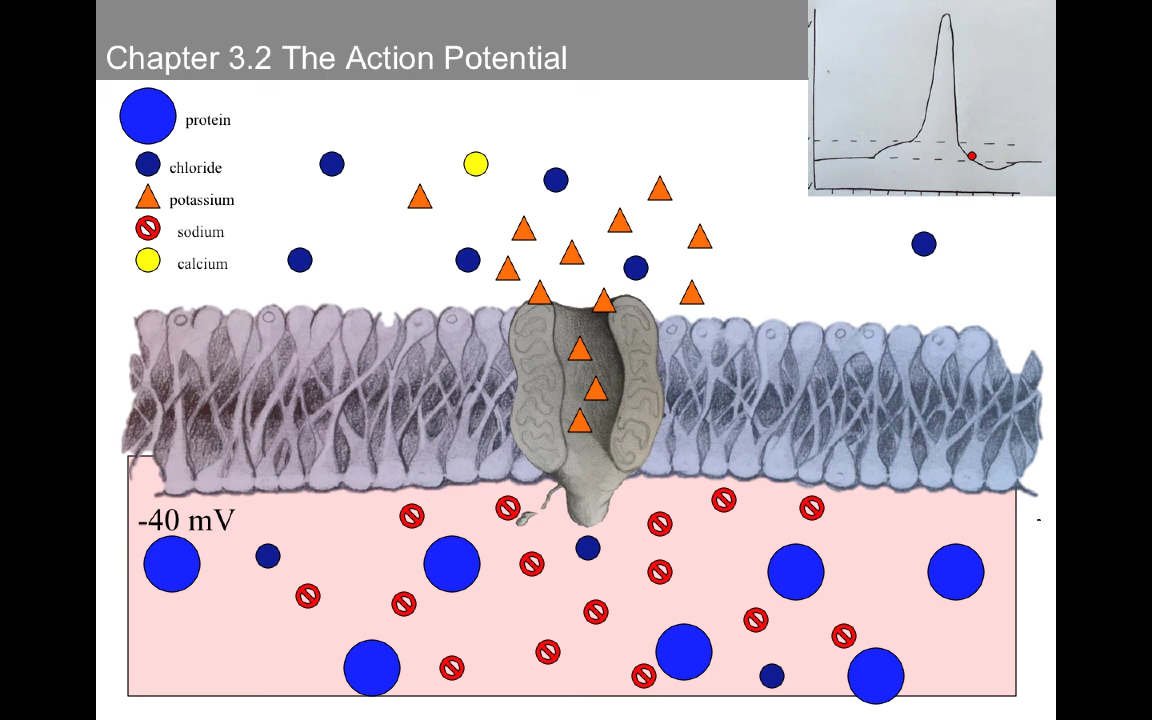 Chapter 3.2 The Action Potential
protein
chloride
potassium
sodium
calcium
-40 mV